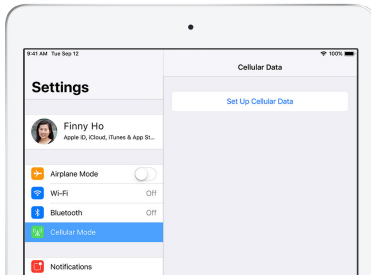 9:41 AM Tue Sep 12
100%
Cellular Data
Settings
Set Up Cellular Data
Finny Ho
Apple ID, iCloud, iTunes & App St...
Airplane Mode
Wi-Fi Off
Bluetooth Off
Cellular Mode
Notifications